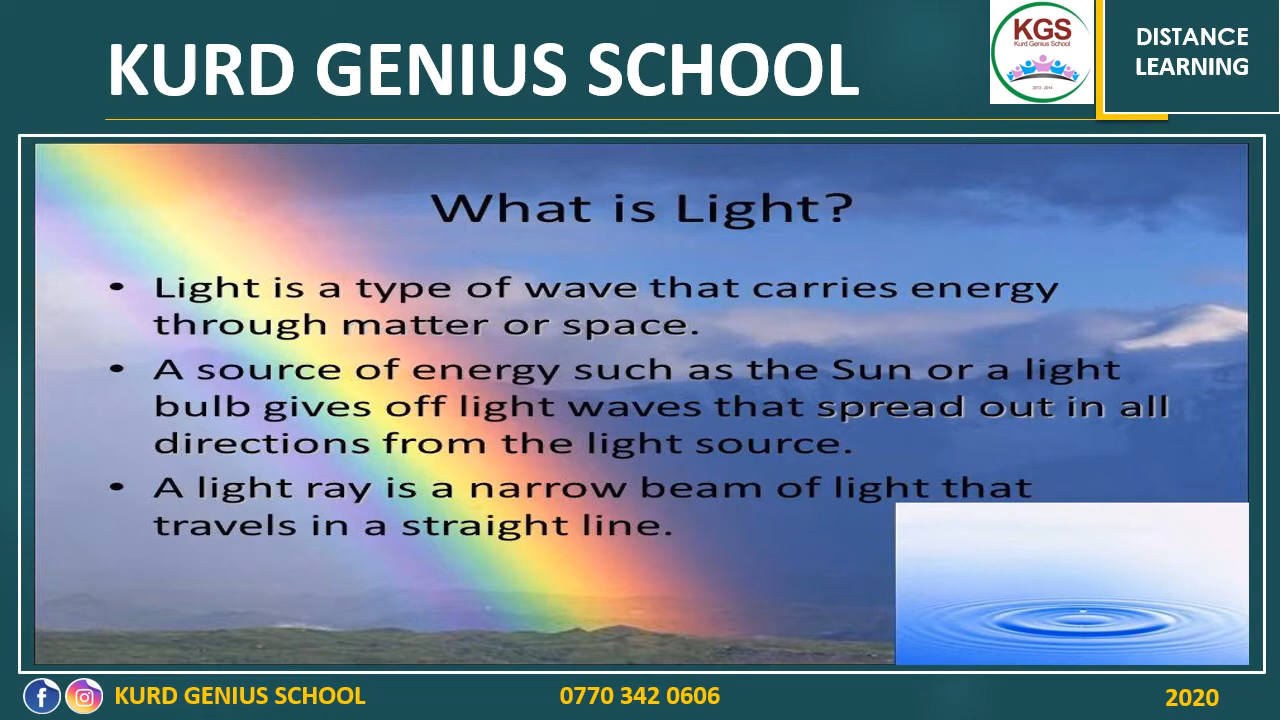 KURD GENIUS SCHOOL
KGS
Kurd Genius School
2013 - 2014
DISTANCE
LEARNING
What is Light?
• Light is a type of wave that carries energy
through matter or space.
• A source of energy such as the Sun or a light
bulb gives off light waves that spread out in all
directions from the light source.
• A light ray is a narrow beam of light that
travels in a straight line.
KURD GENIUS SCHOOL
0770 342 0606
2020